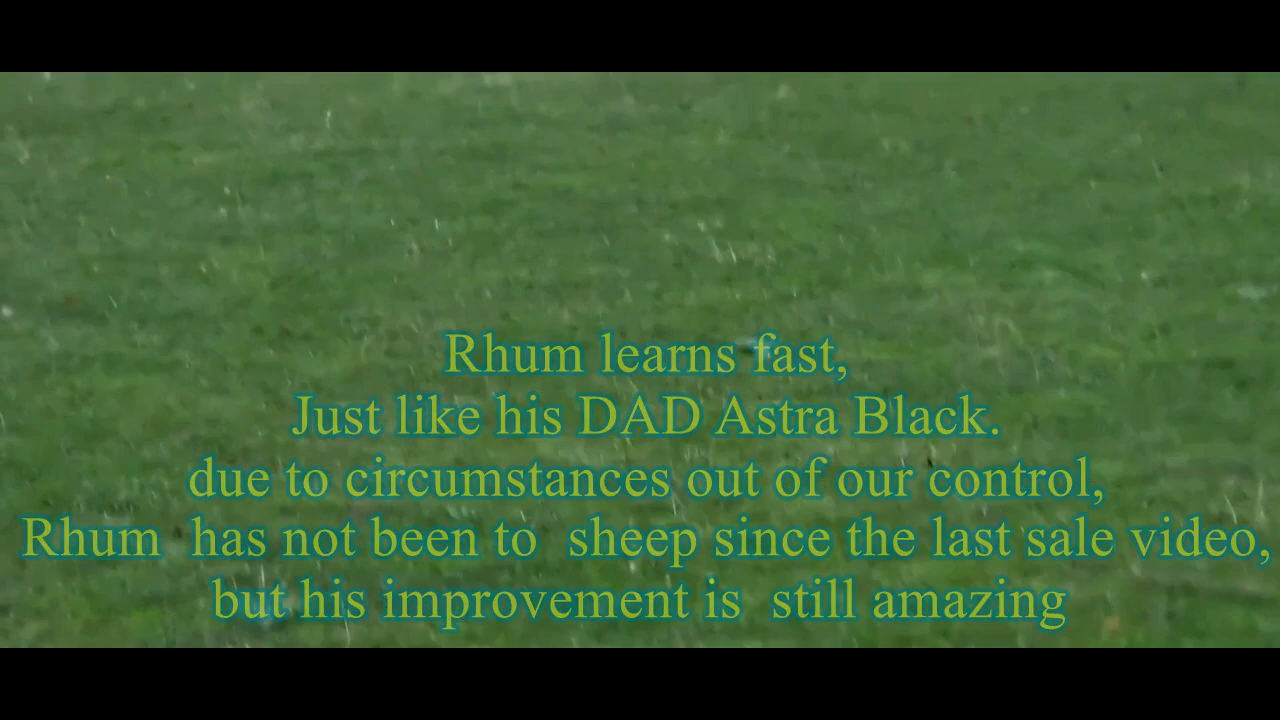 Rhum learns fast,
Just like his DAD Astra Black.
due to circumstances out of our control,
Rhum  has not been to  sheep since the last sale video,
but his improvement is  still amazing